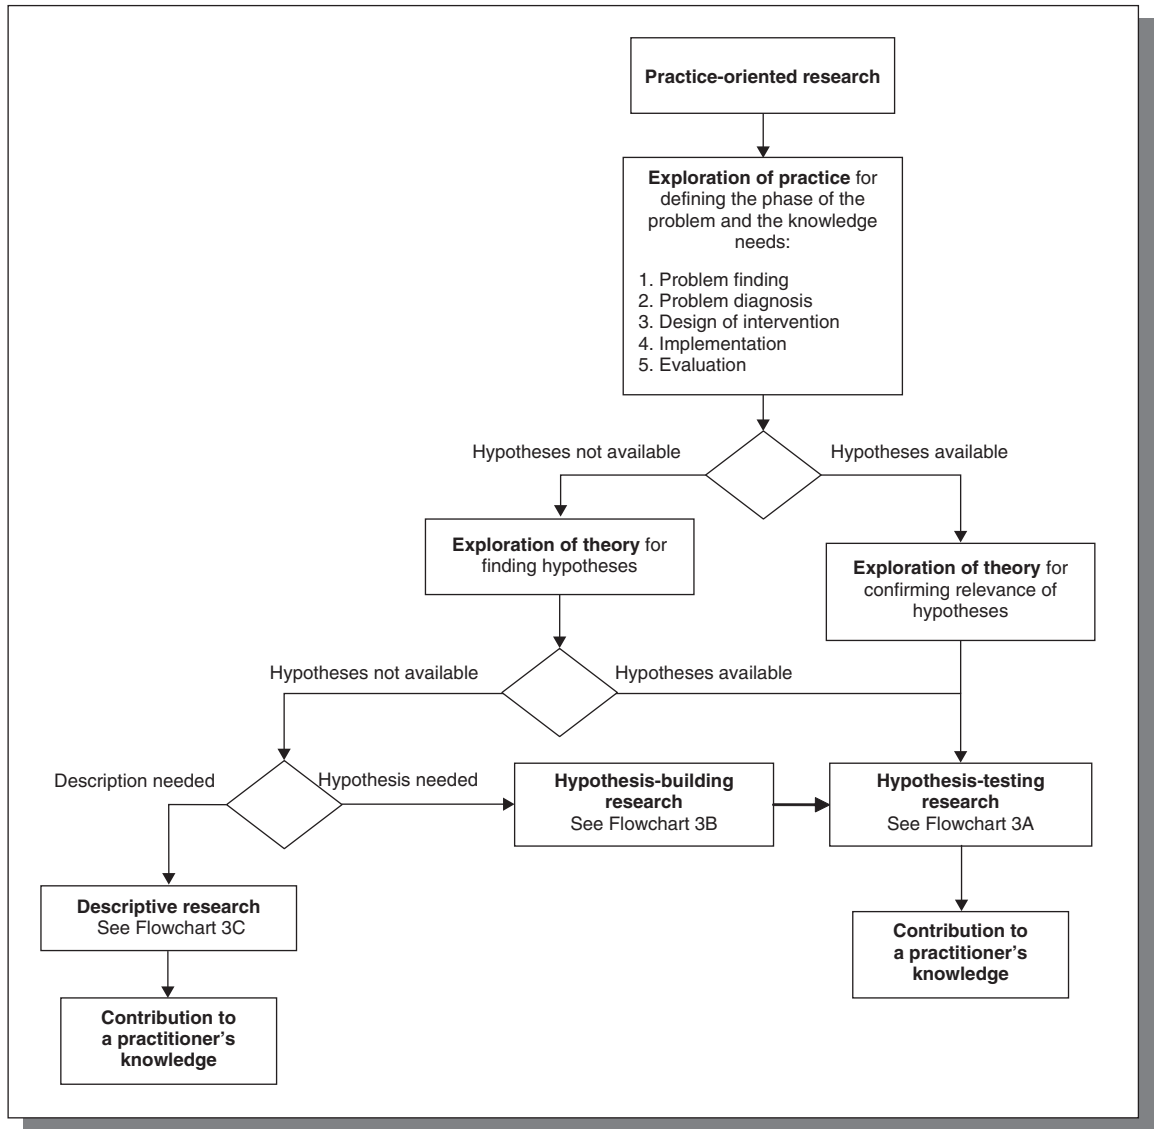 Practice-oriented research
Exploration of practice for
defining the phase of the
problem and the knowledge
needs:
1. Problem finding
2. Problem diagnosis
3. Design of intervention
4. Implementation
5. Evaluation
Hypotheses not available
Hypotheses available
Exploration of theory for
finding hypotheses
Exploration of theory for
confirming relevance of
hypotheses
Hypotheses not available
Hypotheses available
Description needed
Hypothesis needed
Hypothesis-building
research
See Flowchart 3B
Hypothesis-testing
research
See Flowchart 3A
Descriptive research
See Flowchart 3C
Contribution to
a practitioner’s
knowledge
Contribution to
a practitioner’s
knowledge